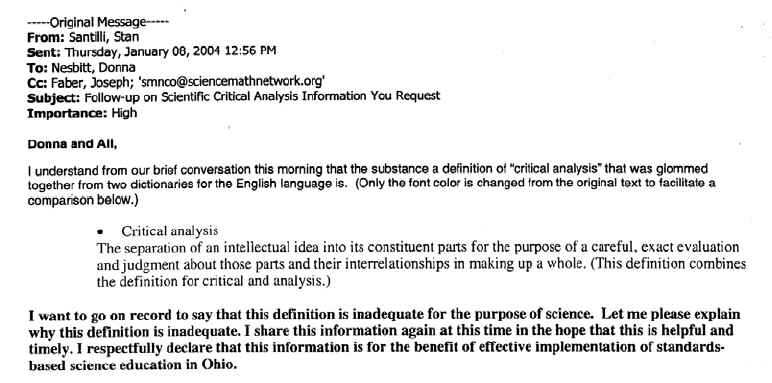 -----Original Message-----
From: Santilli, Stan
Sent: Thursday, January 08, 2004 12:56 PM
To: Nesbitt, Donna
Cc: Faber, Joseph; 'smnco@sciencemathnetwork.org'
Subject: Follow-up on Scientific Critical Analysis Information You Request
Importance: High
Donna and All,
I understand from our brief conversation this morning that the substance a definition of "critical analysis" that was glommed
together from two dictionaries for the English language is. (Only the font color is changed from the original text to facilitate a
comparison below.)
• Critical analysis
The separation of an intellectual idea into its constituent parts for the purpose of a careful, exact evaluation
and judgment about those parts and their interrelationships in making up a whole. (This definition combines
the definition for critical and analysis.)
I want to go on record to say that this definition is inadequate for the purpose of science. Let me please explain
why this definition is inadequate. I share this information again at this time in the hope that this is helpful and
timely. I respectfully declare that this information is for the benefit of effective implementation of standards-
based science education in Ohio.